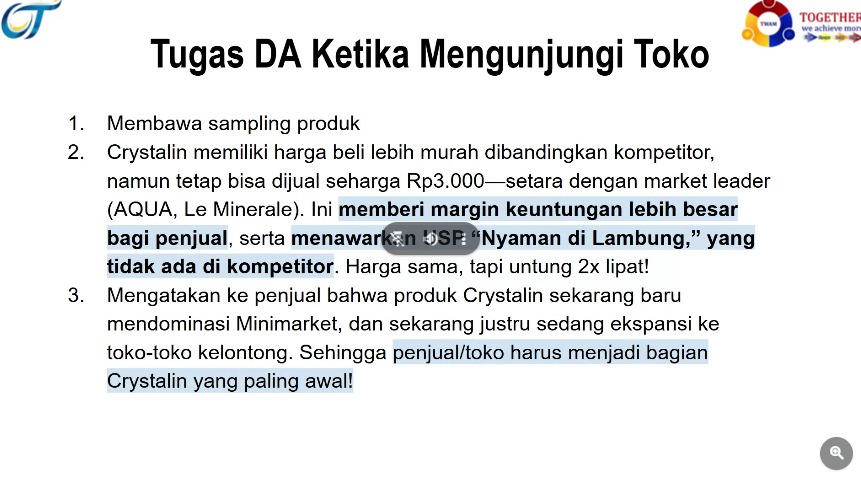 CT
TWAM
TOGETHER
we achieve more
Tugas DA Ketika Mengunjungi Toko
1. Membawa sampling produk
2. Crystalin memiliki harga beli lebih murah dibandingkan kompetitor,
namun tetap bisa dijual seharga Rp3.000—setara dengan market leader
(AQUA, Le Minerale). Ini memberi margin keuntungan lebih besar
bagi penjual, serta menawarkan USP “Nyaman di Lambung,” yang
tidak ada di kompetitor. Harga sama, tapi untung 2x lipat!
3. Mengatakan ke penjual bahwa produk Crystalin sekarang baru
mendominasi Minimarket, dan sekarang justru sedang ekspansi ke
toko-toko kelontong. Sehingga penjual/toko harus menjadi bagian
Crystalin yang paling awal!